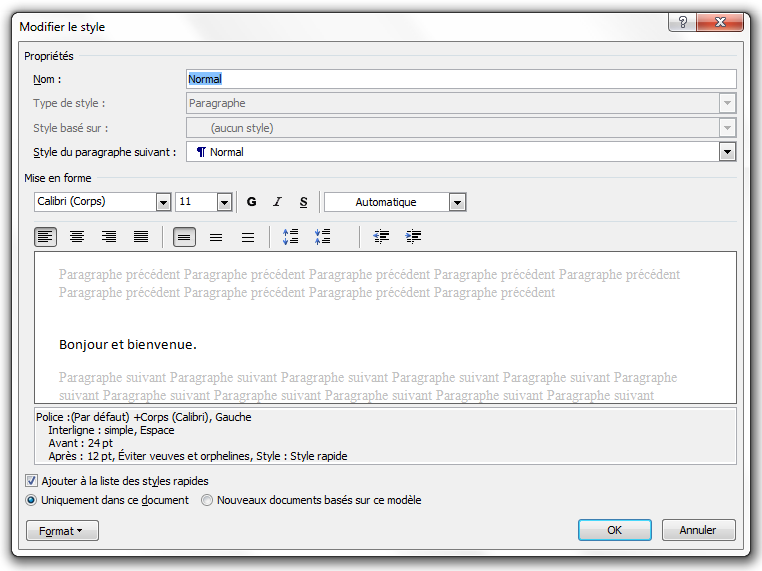 Modifier le style
Propriétés
Nom :
Normal
Type de style :
Paragraphe
Style basé sur :
(aucun style)
Style du paragraphe suivant :
¶ Normal
Mise en forme
Calibri (Corps)
11
G I S
Automatique
Paragraphe précédent Paragraphe précédent Paragraphe précédent Paragraphe précédent Paragraphe précédent
Paragraphe précédent Paragraphe précédent Paragraphe précédent Paragraphe précédent
Bonjour et bienvenue.
Paragraphe suivant Paragraphe suivant Paragraphe suivant Paragraphe suivant Paragraphe suivant Paragraphe
suivant Paragraphe suivant Paragraphe suivant Paragraphe suivant Paragraphe suivant Paragraphe suivant
Police :(Par défaut) +Corps (Calibri), Gauche
Interligne : simple, Espace
Avant : 24 pt
Après : 12 pt, Éviter veuves et orphelines, Style : Style rapide
Ajouter à la liste des styles rapides
Uniquement dans ce document
Nouveaux documents basés sur ce modèle
Format
OK
Annuler